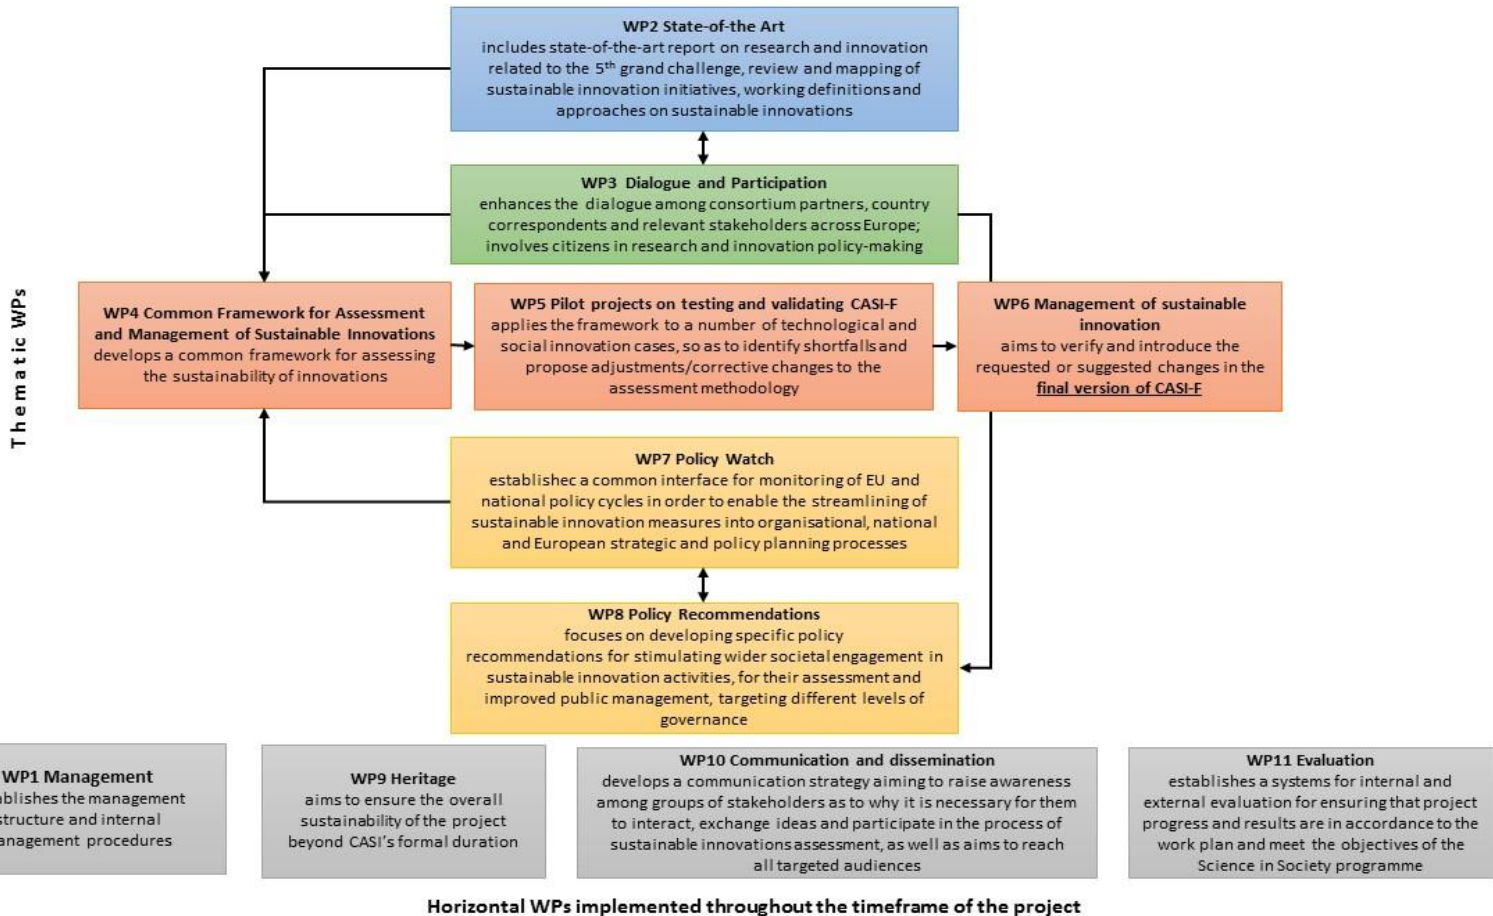 WP2 State-of-the Art
includes state-of-the-art report on research and innovation
related to the 5th grand challenge, review and mapping of
sustainable innovation initiatives, working definitions and
approaches on sustainable innovations
WP3 Dialogue and Participation
enhances the dialogue among consortium partners, country
correspondents and relevant stakeholders across Europe;
involves citizens in research and innovation policy-making
Thematic WPs
WP4 Common Framework for Assessment
and Management of Sustainable Innovations
develops a common framework for assessing
the sustainability of innovations
WP5 Pilot projects on testing and validating CASI-F
applies the framework to a number of technological and
social innovation cases, so as to identify shortfalls and
propose adjustments/corrective changes to the
assessment methodology
WP6 Management of sustainable
innovation
aims to verify and introduce the
requested or suggested changes in the
final version of CASI-F
WP7 Policy Watch
establishec a common interface for monitoring of EU and
national policy cycles in order to enable the streamlining of
sustainable innovation measures into organisational, national
and European strategic and policy planning processes
WP8 Policy Recommendations
focuses on developing specific policy
recommendations for stimulating wider societal engagement in
sustainable innovation activities, for their assessment and
improved public management, targeting different levels of
governance
WP1 Management
ablishes the management
structure and internal
anagement procedures
WP9 Heritage
aims to ensure the overall
sustainability of the project
beyond CASI's formal duration
WP10 Communication and dissemination
develops a communication strategy aiming to raise awareness
among groups of stakeholders as to why it is necessary for them
to interact, exchange ideas and participate in the process of
sustainable innovations assessment, as well as aims to reach
all targeted audiences
WP11 Evaluation
establishes a systems for internal and
external evaluation for ensuring that project
progress and results are in accordance to the
work plan and meet the objectives of the
Science in Society programme
Horizontal WPs implemented throughout the timeframe of the project